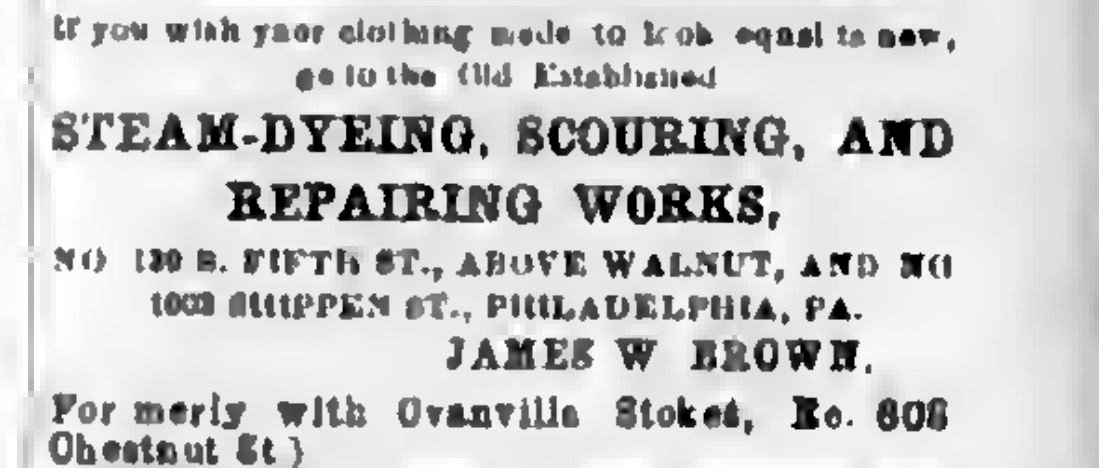 If you wish your clothing made to look equal to new,
go to the Old Established
STEAM-DYEING, SCOURING, AND
REPAIRING WORKS,
NO 130 S. FIFTH ST., ABOVE WALNUT, AND NO
1003 SHIPPEN ST., PHILADELPHIA, PA.
JAMES W BROWN.
Formerly with Granville Stokes, No. 608
Chestnut St)